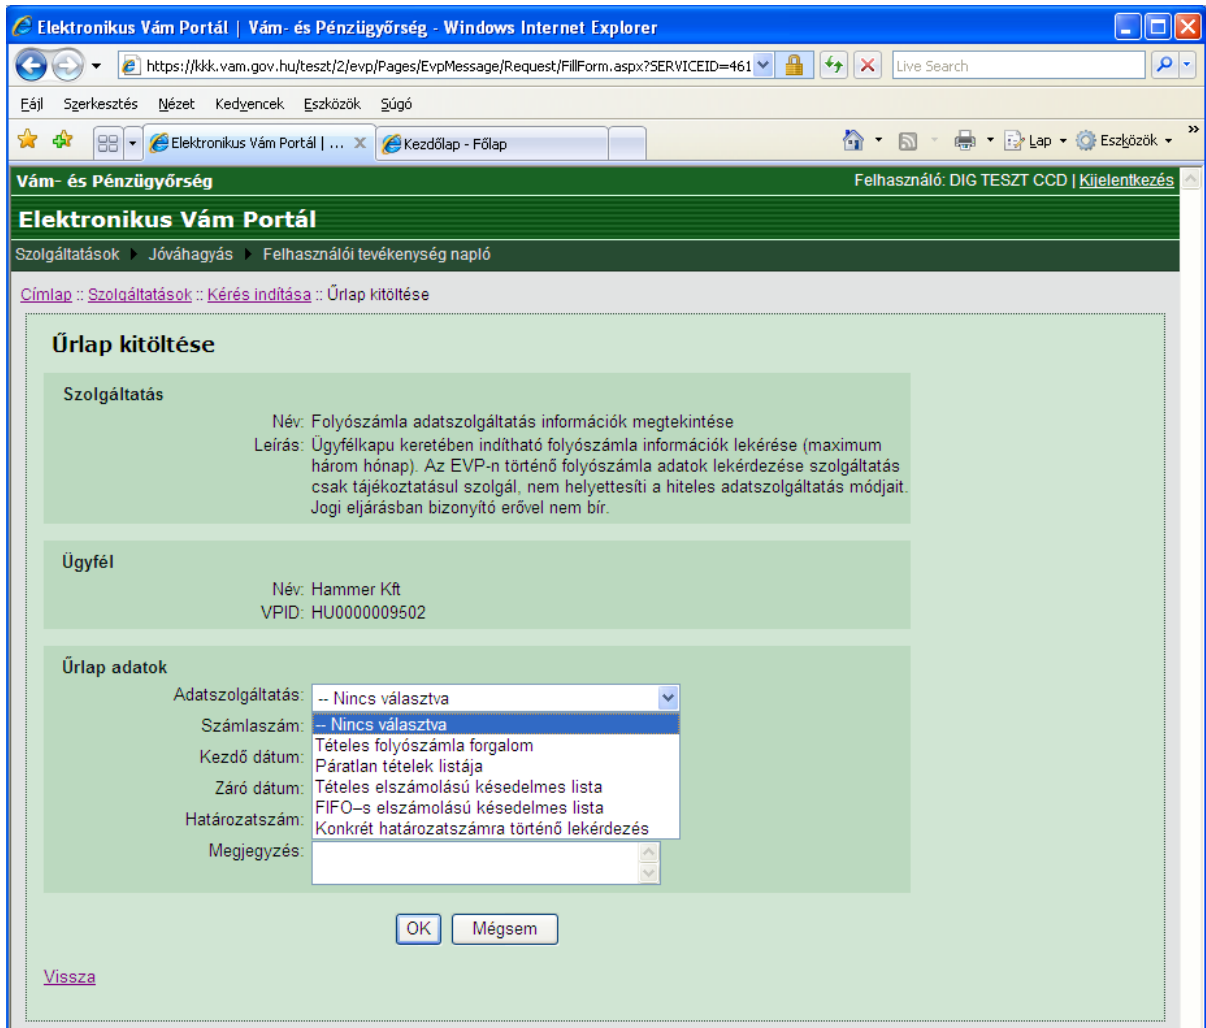 Elektronikus Vám Portál | Vám- és Pénzügyőrség - Windows Internet Explorer
https://kkk.vam.gov.hu/teszt/2/evp/Pages/EvpMessage/Request/FillForm.aspx?SERVICEID=461
Live Search
Fájl Szerkesztés Nézet Kedvencek Eszközök Súgó
Elektronikus Vám Portál | ... Kezdőlap - Főlap Lap Eszközök
Vám- és Pénzügyőrség Felhasználó: DIG TESZT CCD | Kijelentkezés
Elektronikus Vám Portál
Szolgáltatások Jóváhagyás Felhasználói tevékenység napló
Címlap :: Szolgáltatások :: Kérés indítása :: Űrlap kitöltése
Űrlap kitöltése
Szolgáltatás
Név: Folyószámla adatszolgáltatás információk megtekintése
Leírás: Ügyfélkapu keretében indítható folyószámla információk lekérése (maximum
három hónap). Az EVP-n történő folyószámla adatok lekérdezése szolgáltatás
csak tájékoztatásul szolgál, nem helyettesíti a hiteles adatszolgáltatás módjait.
Jogi eljárásban bizonyító erővel nem bír.
Ügyfél
Név: Hammer Kft
VPID: HU0000009502
Űrlap adatok
Adatszolgáltatás: -- Nincs választva
Számlaszám: -- Nincs választva
Tételes folyószámla forgalom
Kezdő dátum: Páratlan tételek listája
Záró dátum: Tételes elszámolású késedelmes lista
FIFO–s elszámolású késedelmes lista
Határozatszám: Konkrét határozatszámra történő lekérdezés
Megjegyzés:
OK Mégsem
Vissza